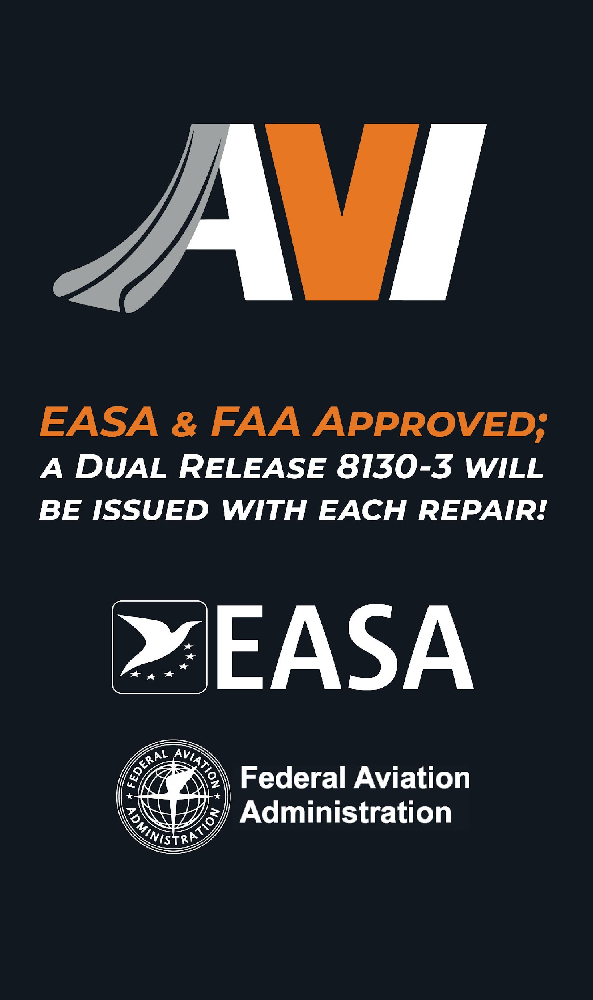 AVI
EASA & FAA Approved;
a Dual Release 8130-3 will
be issued with each repair!
EASA
FEDERAL AVIATION
ADMINISTRATION
Federal Aviation
Administration